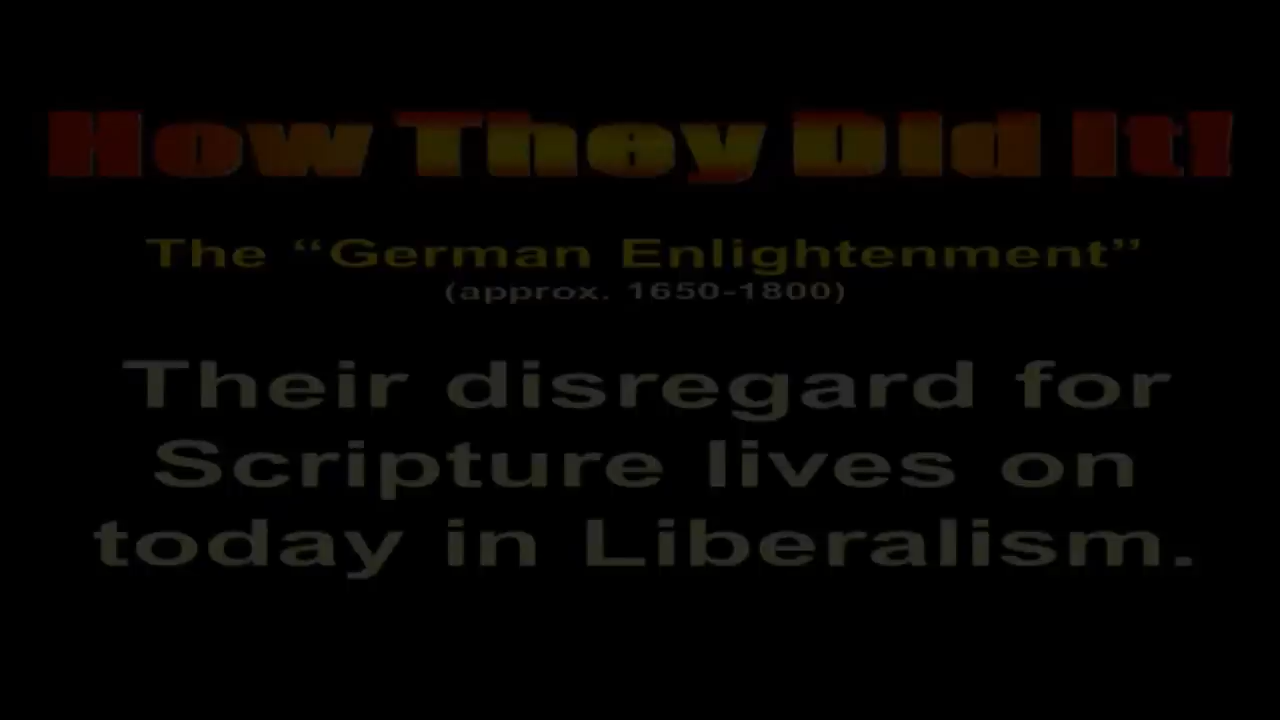 How They Did It!
The “German Enlightenment”
(approx. 1650-1800)
Their disregard for
Scripture lives on
today in Liberalism.